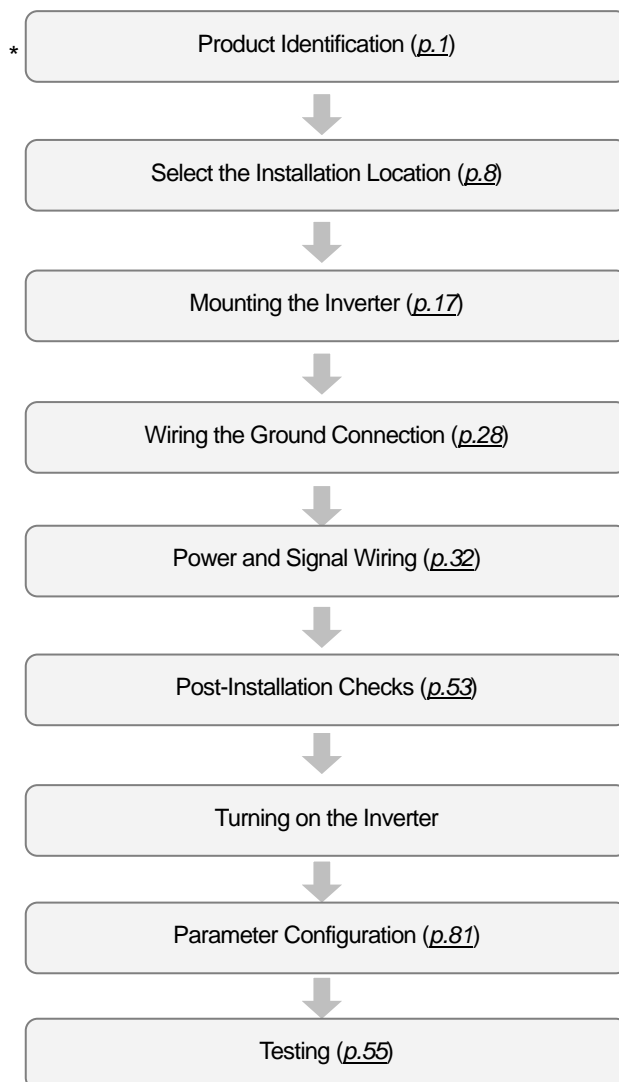 Product Identification (p.1)
*
Select the Installation Location (p.8)
Mounting the Inverter (p.17)
Wiring the Ground Connection (p.28)
Power and Signal Wiring (p.32)
Post-Installation Checks (p.53)
Turning on the Inverter
Parameter Configuration (p.81)
Testing (p.55)